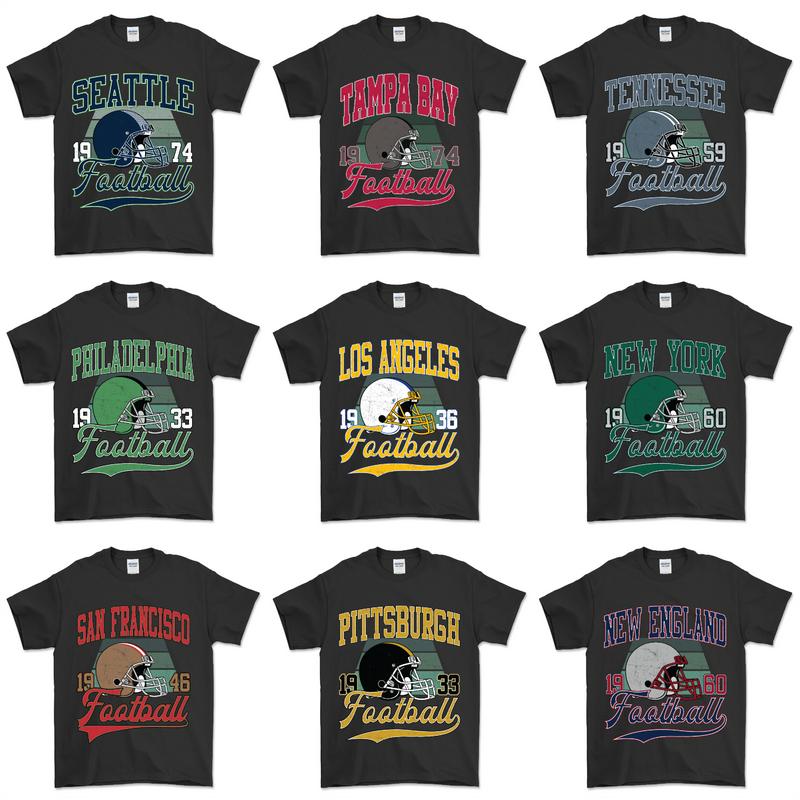 SEATTLE
19 74
Football
TAMPA BAY
19 74
Football
TENNESSEE
19 59
Football
PHILADELPHIA
19 33
Football
LOS ANGELES
19 36
Football
NEW YORK
19 60
Football
SAN FRANCISCO
19 46
Football
PITTSBURGH
19 33
Football
NEW ENGLAND
19 60
Football